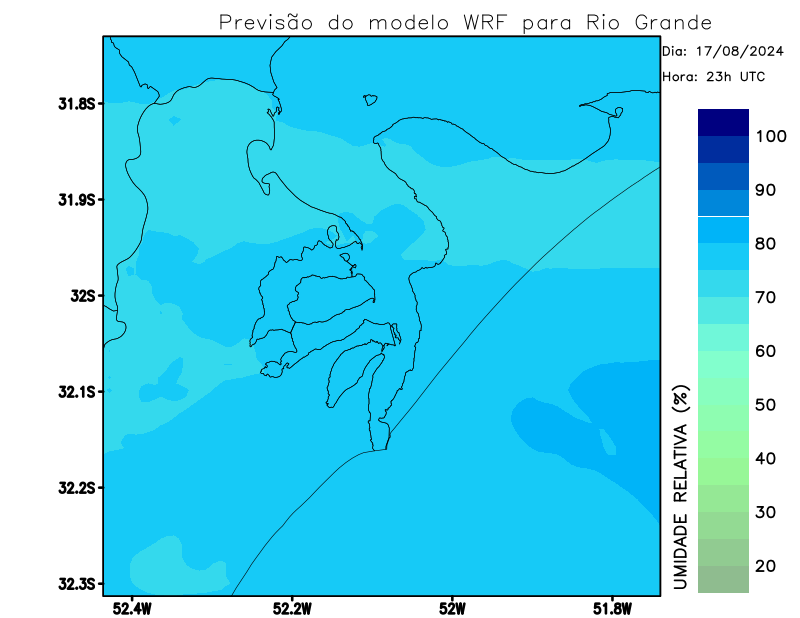 Previsão do modelo WRF para Rio Grande
Dia: 17/08/2024
Hora: 23h UTC
31.8S
31.9S
32S
32.1S
32.2S
32.3S
52.4W
52.2W
52W
51.8W
100
90
80
70
60
50
40
30
20
UMIDADE RELATIVA (%)